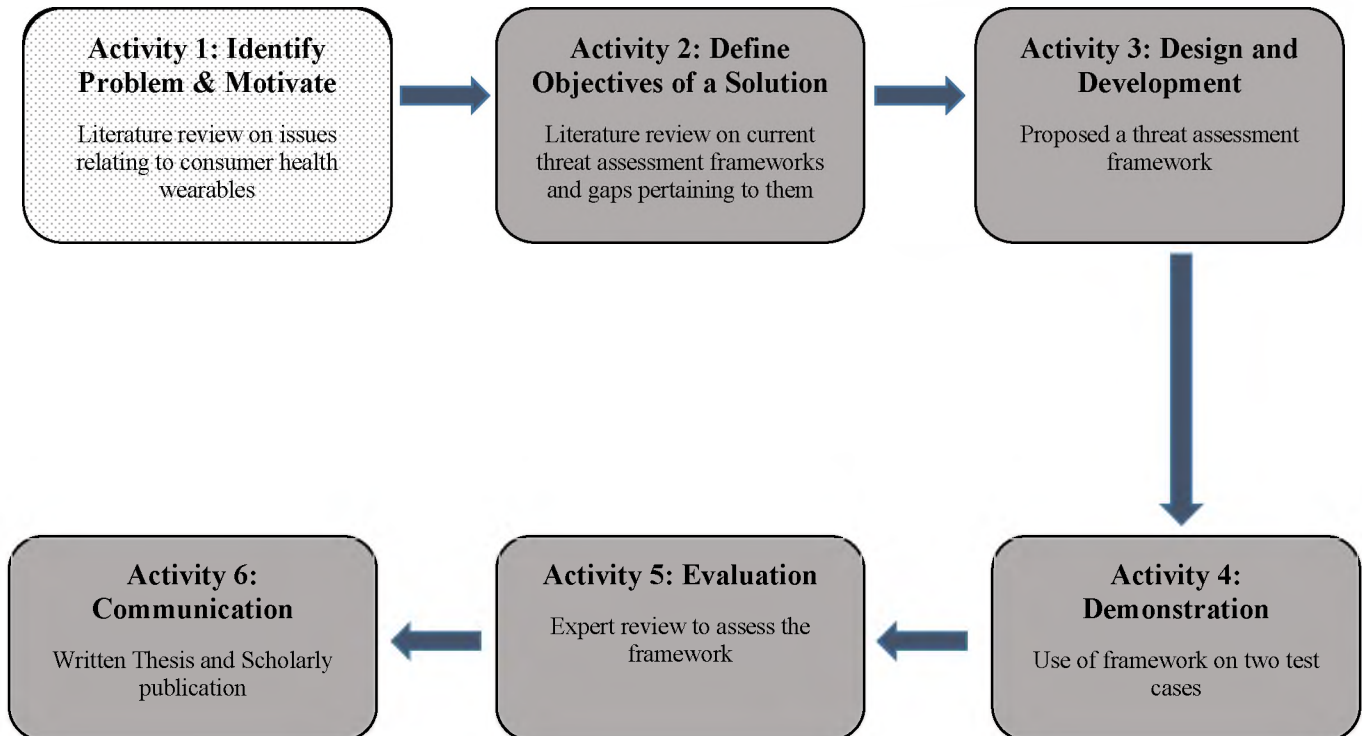 Activity 1: Identify
Problem & Motivate
Literature review on issues
relating to consumer health
wearables
Activity 2: Define
Objectives of a Solution
Literature review on current
threat assessment frameworks
and gaps pertaining to them
Activity 3: Design and
Development
Proposed a threat assessment
framework
Activity 4:
Demonstration
Use of framework on two test
cases
Activity 5: Evaluation
Expert review to assess the
framework
Activity 6:
Communication
Written Thesis and Scholarly
publication